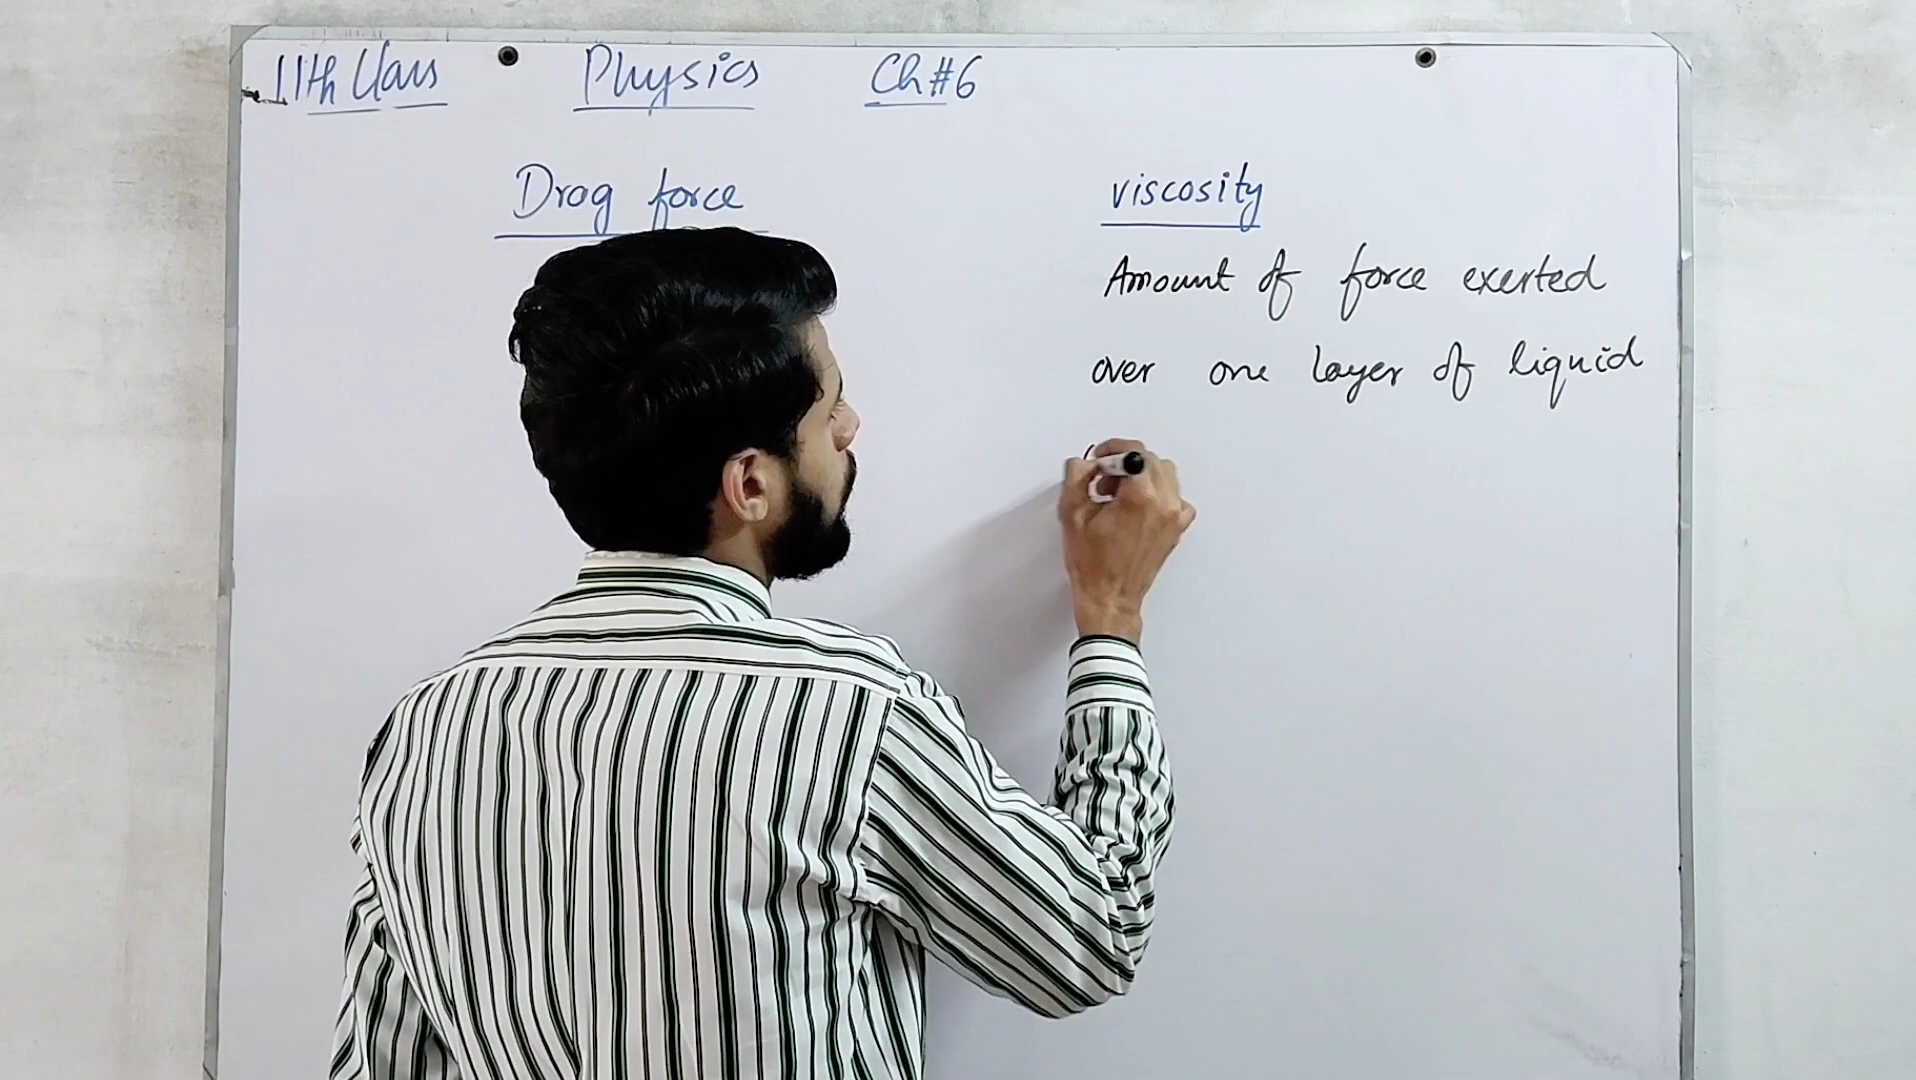 11th Class Physics Ch#6
Drag force
viscosity
Amount of force exerted
over one layer of liquid